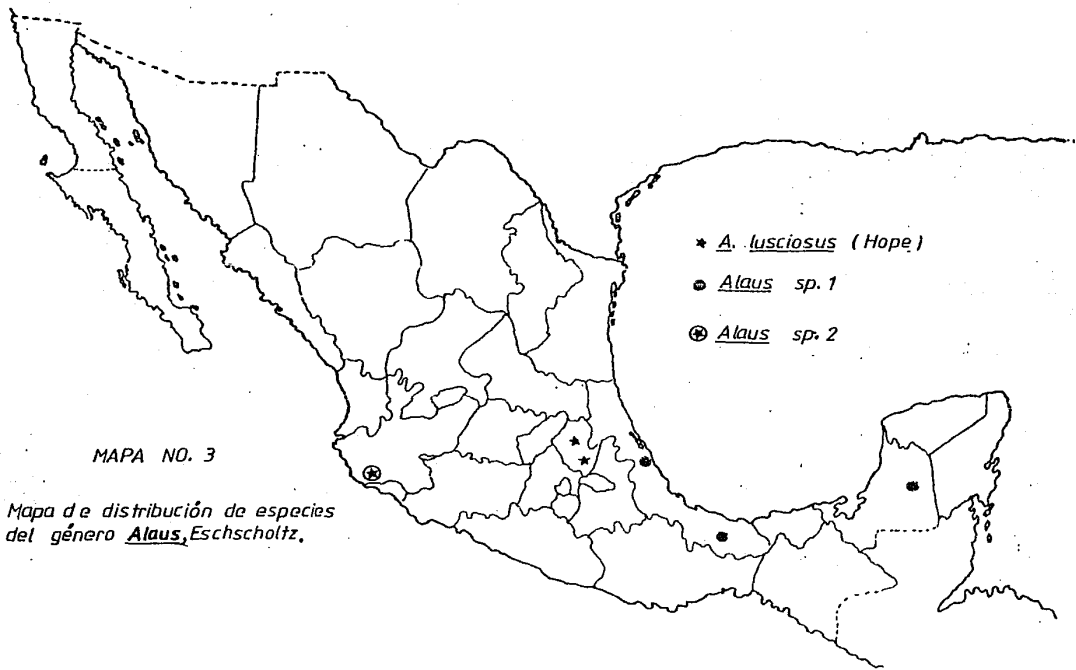 ★ A. lusciosus (Hope)
Alaus sp. 1
Alaus sp. 2
MAPA NO. 3
Mapa de distribución de especies
del género Alaus, Eschscholtz.